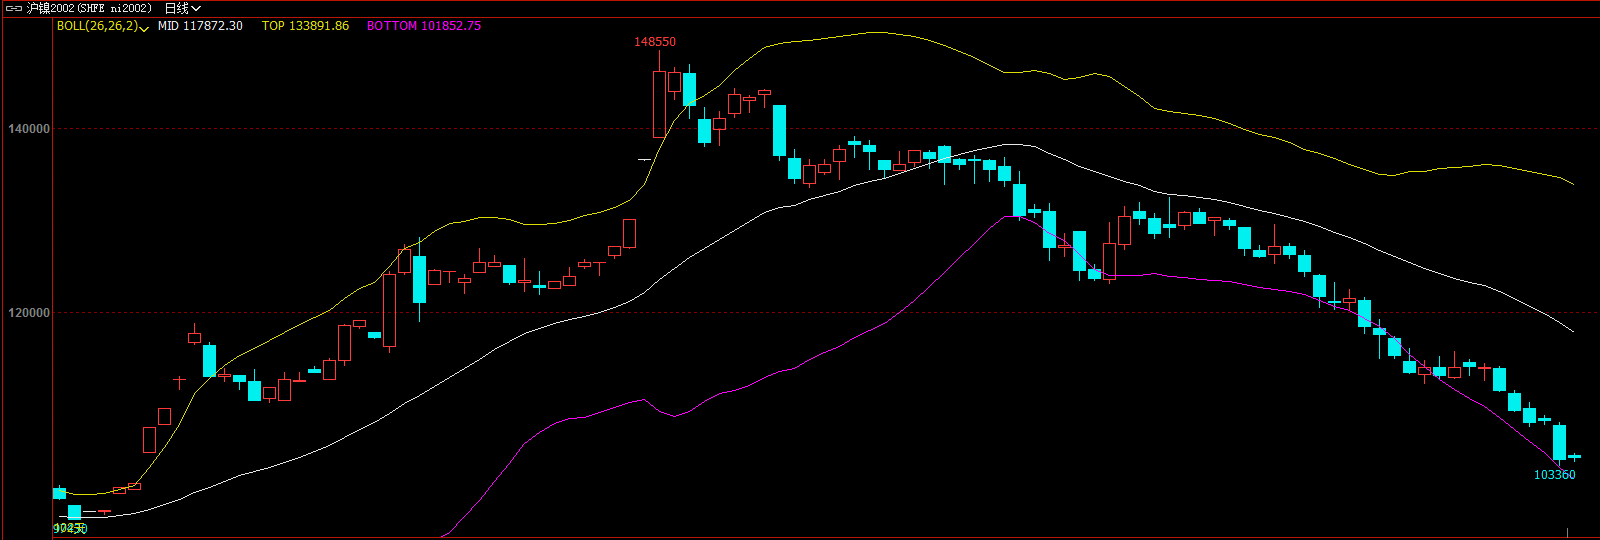 沪镍2002(SHFE ni2002) 日线
BOLL(26,26,2) MID 117872.30 TOP 133891.86 BOTTOM 101852.75
148550
140000
120000
103360